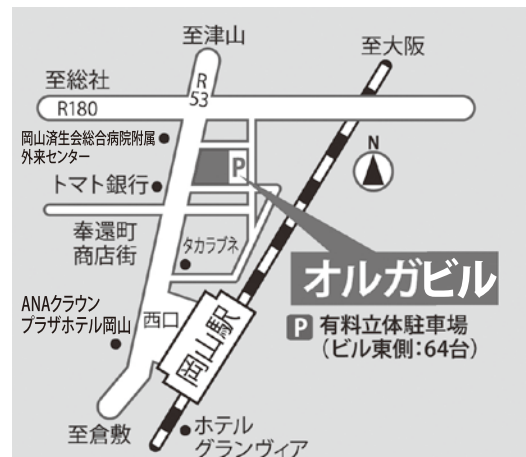 至津山
至大阪
至総社
R
53
R180
N
岡山済生会総合病院附属
外来センター
P
トマト銀行
奉還町
商店街
タカラブネ
オルガビル
ANAクラウン
プラザホテル岡山
西口
岡山駅
P 有料立体駐車場
(ビル東側:64台)
至倉敷
ホテル
グランヴィア